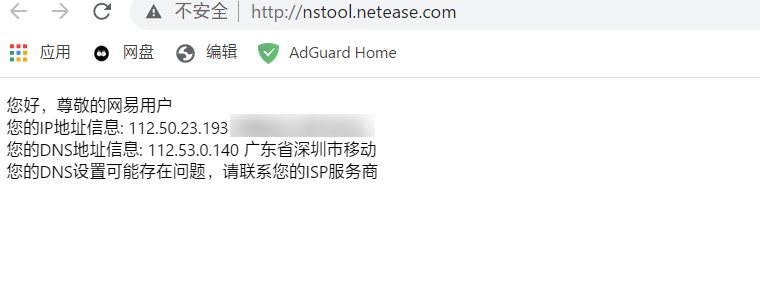 不安全 http://nstool.netease.com
应用 网盘 编辑 AdGuard Home
您好，尊敬的网易用户
您的IP地址信息: 112.50.23.193
您的DNS地址信息: 112.53.0.140 广东省深圳市移动
您的DNS设置可能存在问题，请联系您的ISP服务商